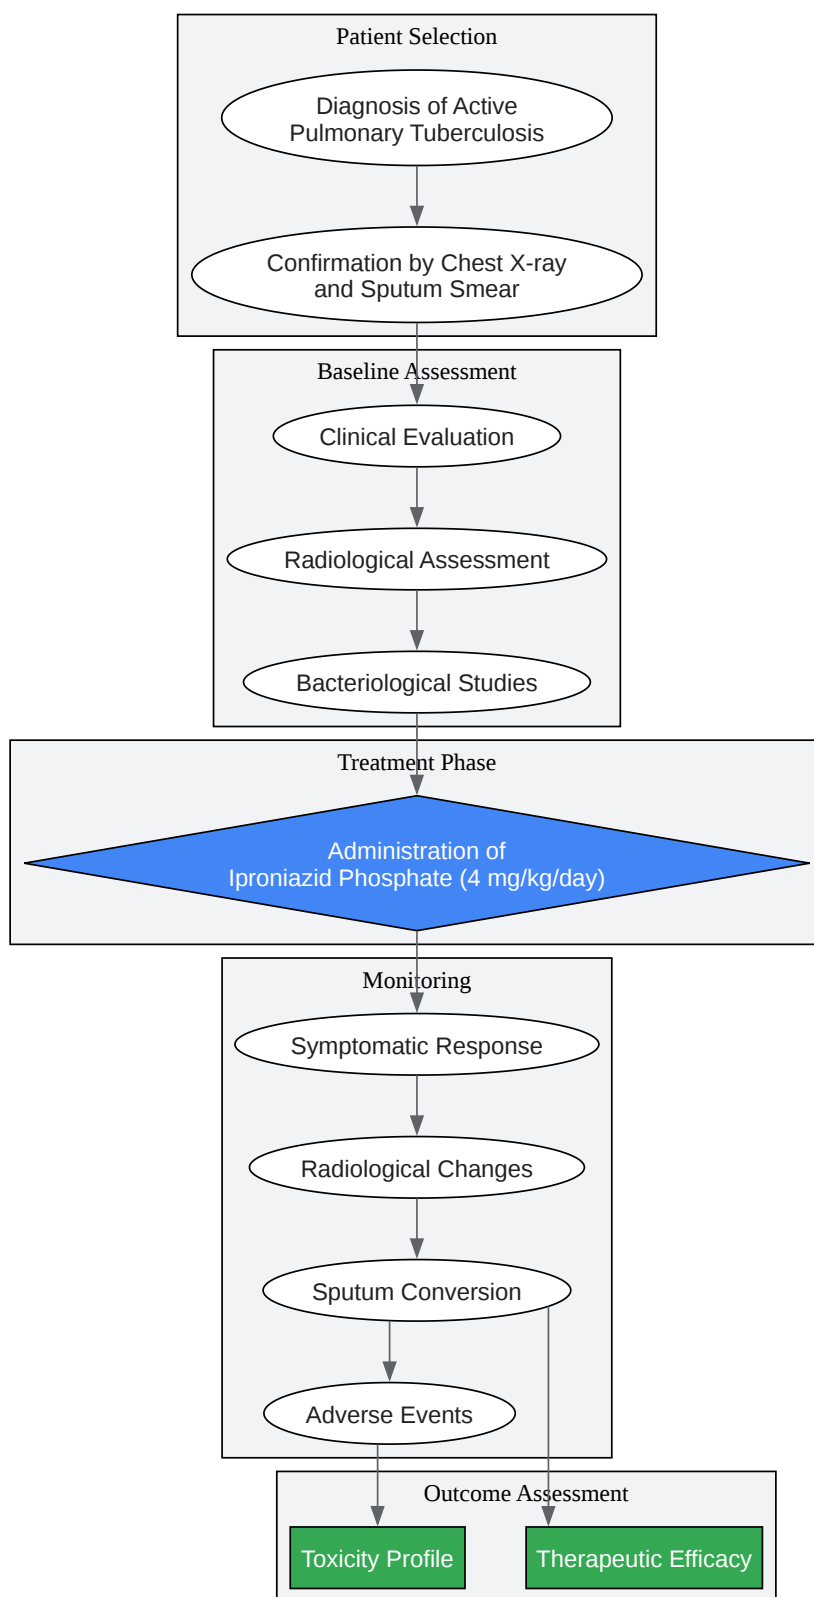 Patient Selection
Diagnosis of Active
Pulmonary Tuberculosis
Confirmation by Chest X-ray
and Sputum Smear
Baseline Assessment
Clinical Evaluation
Radiological Assessment
Bacteriological Studies
Treatment Phase
Administration of
Iproniazid Phosphate (4 mg/kg/day)
Monitoring
Symptomatic Response
Radiological Changes
Sputum Conversion
Adverse Events
Outcome Assessment
Toxicity Profile
Therapeutic Efficacy